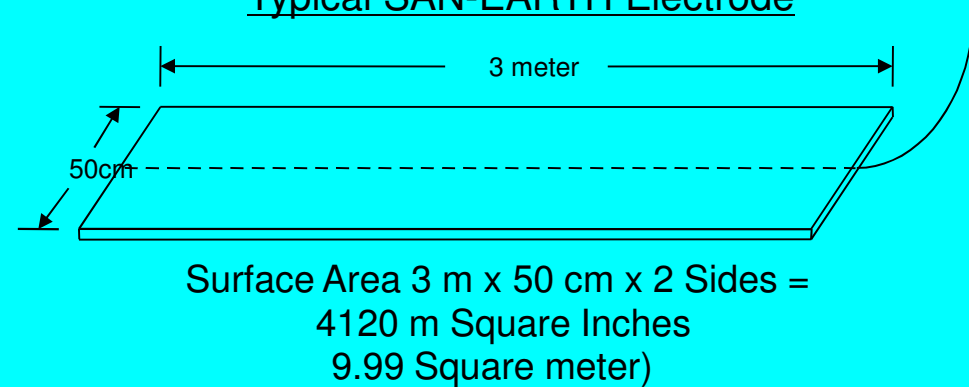 Typical SAN-EARTH Electrode
3 meter
50cm
Surface Area 3 m x 50 cm x 2 Sides =
4120 m Square Inches
9.99 Square meter)